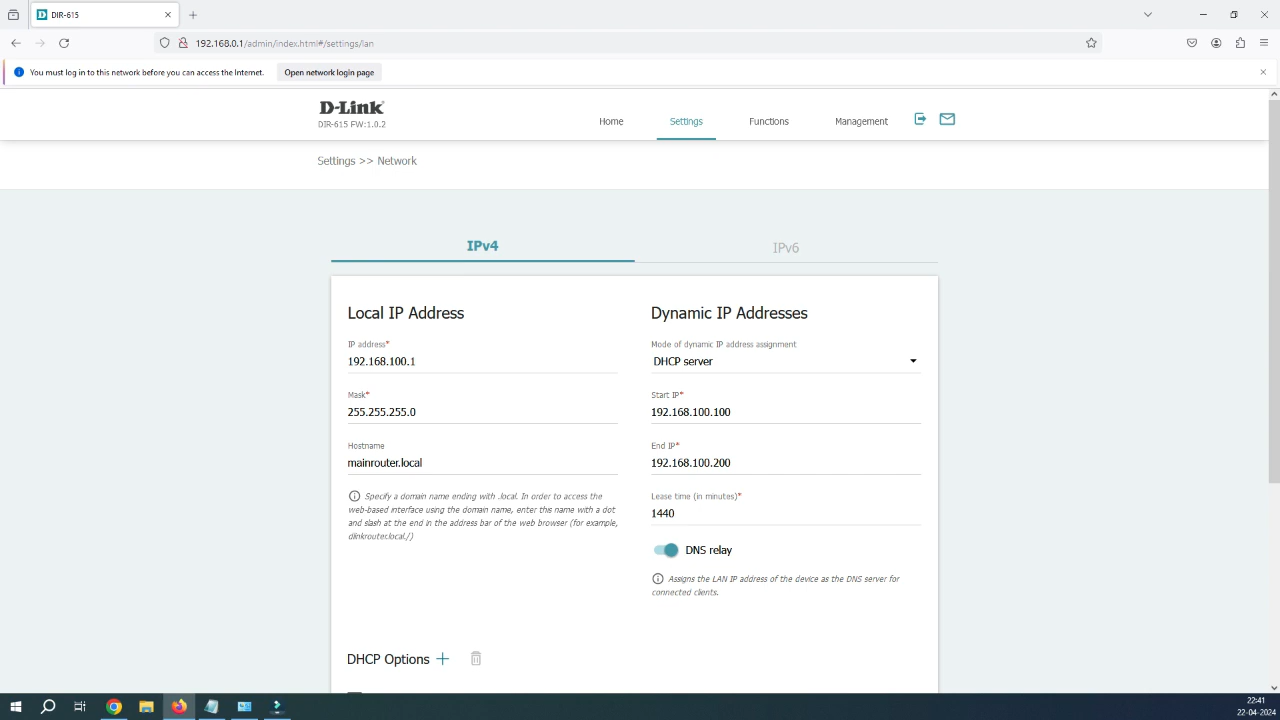 DIR-615
192.168.0.1/admin/index.html#/settings/lan
You must log in to this network before you can access the Internet.
Open network login page
D-Link
DIR-615 FW:1.0.2
Home
Settings
Functions
Management
Settings >> Network
IPv4
IPv6
Local IP Address
IP address*
192.168.100.1
Mask*
255.255.255.0
Hostname
mainrouter.local
Specify a domain name ending with .local. In order to access the
web-based interface using the domain name, enter this name with a dot
and slash at the end in the address bar of the web browser (for example,
dlinkrouter.local./)
Dynamic IP Addresses
Mode of dynamic IP address assignment
DHCP server
Start IP*
192.168.100.100
End IP*
192.168.100.200
Lease time (in minutes)*
1440
DNS relay
Assigns the LAN IP address of the device as the DNS server for
connected clients.
DHCP Options
22:41
22-04-2024